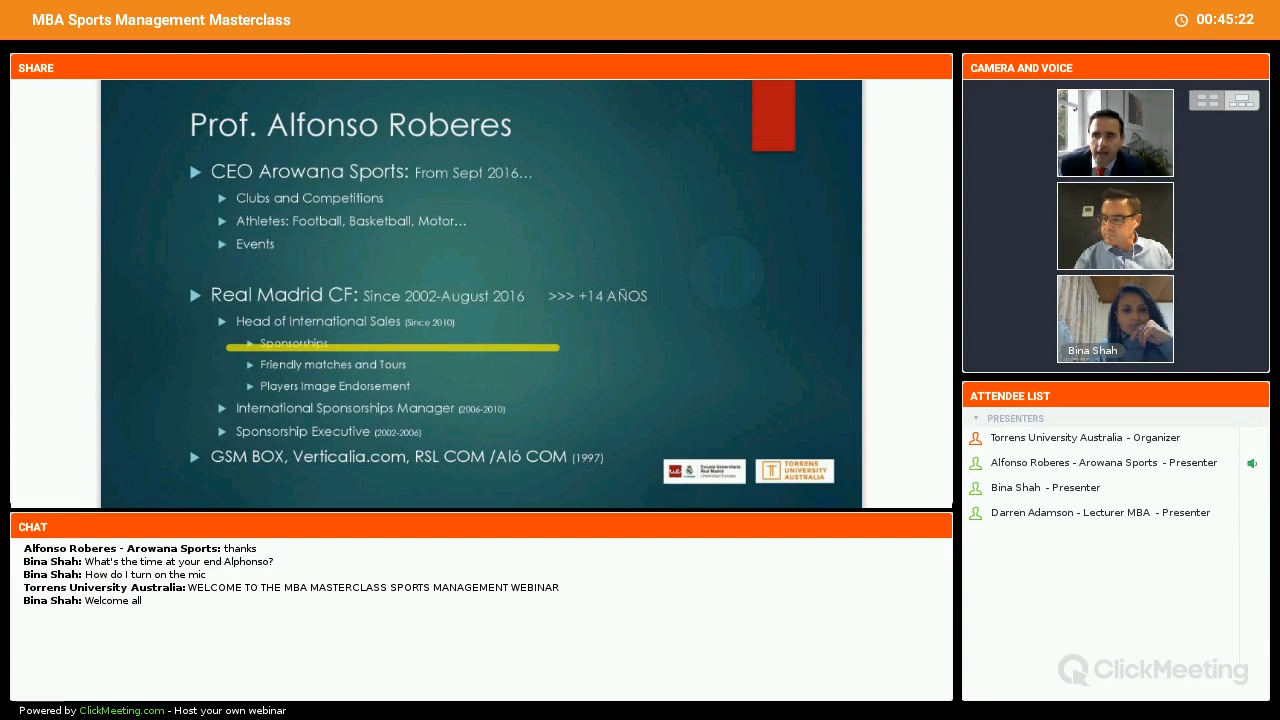 MBA Sports Management Masterclass
00:45:22
SHARE
Prof. Alfonso Roberes
CEO Arowana Sports: From Sept 2016...
Clubs and Competitions
Athletes: Football, Basketball, Motor...
Events
Real Madrid CF: Since 2002-August 2016 >>> +14 AÑOS
Head of International Sales (Since 2010)
Sponsorships
Friendly matches and Tours
Players Image Endorsement
International Sponsorships Manager (2006-2010)
Sponsorship Executive (2002-2006)
GSM BOX, Verticalia.com, RSL COM /Aló COM (1997)
Escuela Universitaria
Real Madrid
Universidad Europea
TORRENS
UNIVERSITY
AUSTRALIA
CAMERA AND VOICE
Bina Shah
ATTENDEE LIST
PRESENTERS
Torrens University Australia - Organizer
Alfonso Roberes - Arowana Sports - Presenter
Bina Shah - Presenter
Darren Adamson - Lecturer MBA - Presenter
ClickMeeting
CHAT
Alfonso Roberes - Arowana Sports: thanks
Bina Shah: What's the time at your end Alphonso?
Bina Shah: How do I turn on the mic
Torrens University Australia: WELCOME TO THE MBA MASTERCLASS SPORTS MANAGEMENT WEBINAR
Bina Shah: Welcome all
Powered by ClickMeeting.com - Host your own webinar